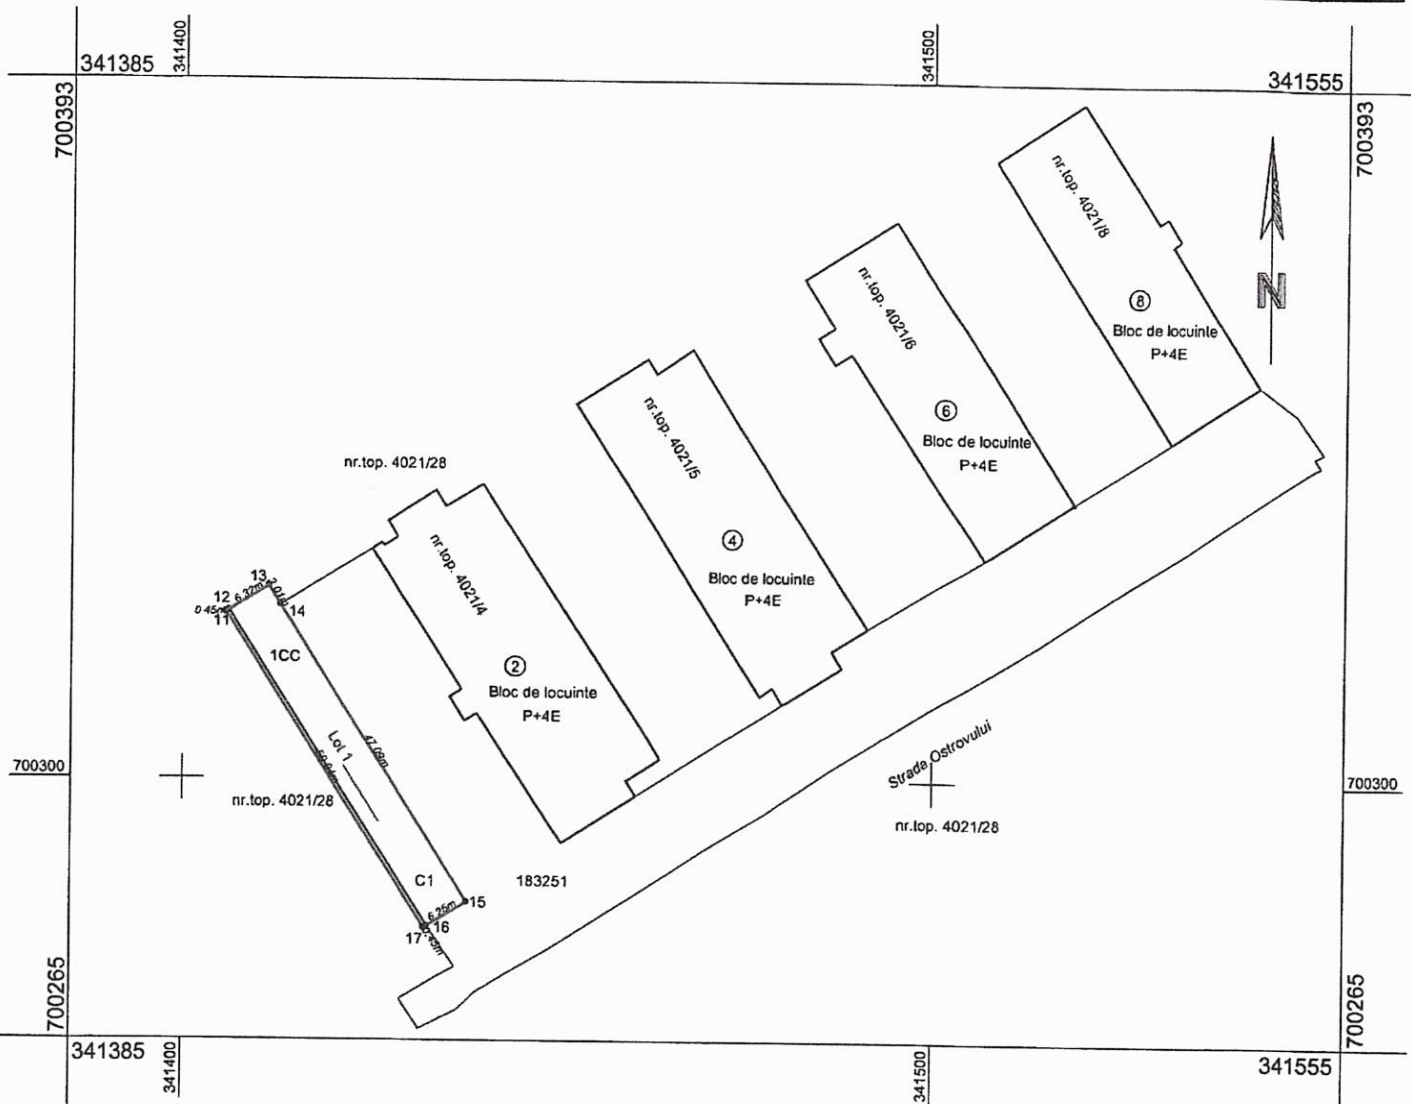 341400
341500
341385
341555
700393
700393
nr.top. 4021/8
8
Bloc de locuinte
P+4E
N
nr.top. 4021/6
6
Bloc de locuinte
P+4E
nr.top. 4021/5
4
Bloc de locuinte
P+4E
nr.top. 4021/28
nr.top. 4021/4
2
Bloc de locuinte
P+4E
13
6.32m
12
0.45m
11
14
1CC
Lot 1
47.09m
700300
nr.top. 4021/28
Strada Ostrovului
700300
nr.top. 4021/28
C1
183251
6.25m
15
16
17
0.45m
700265
700265
341385
341400
341500
341555